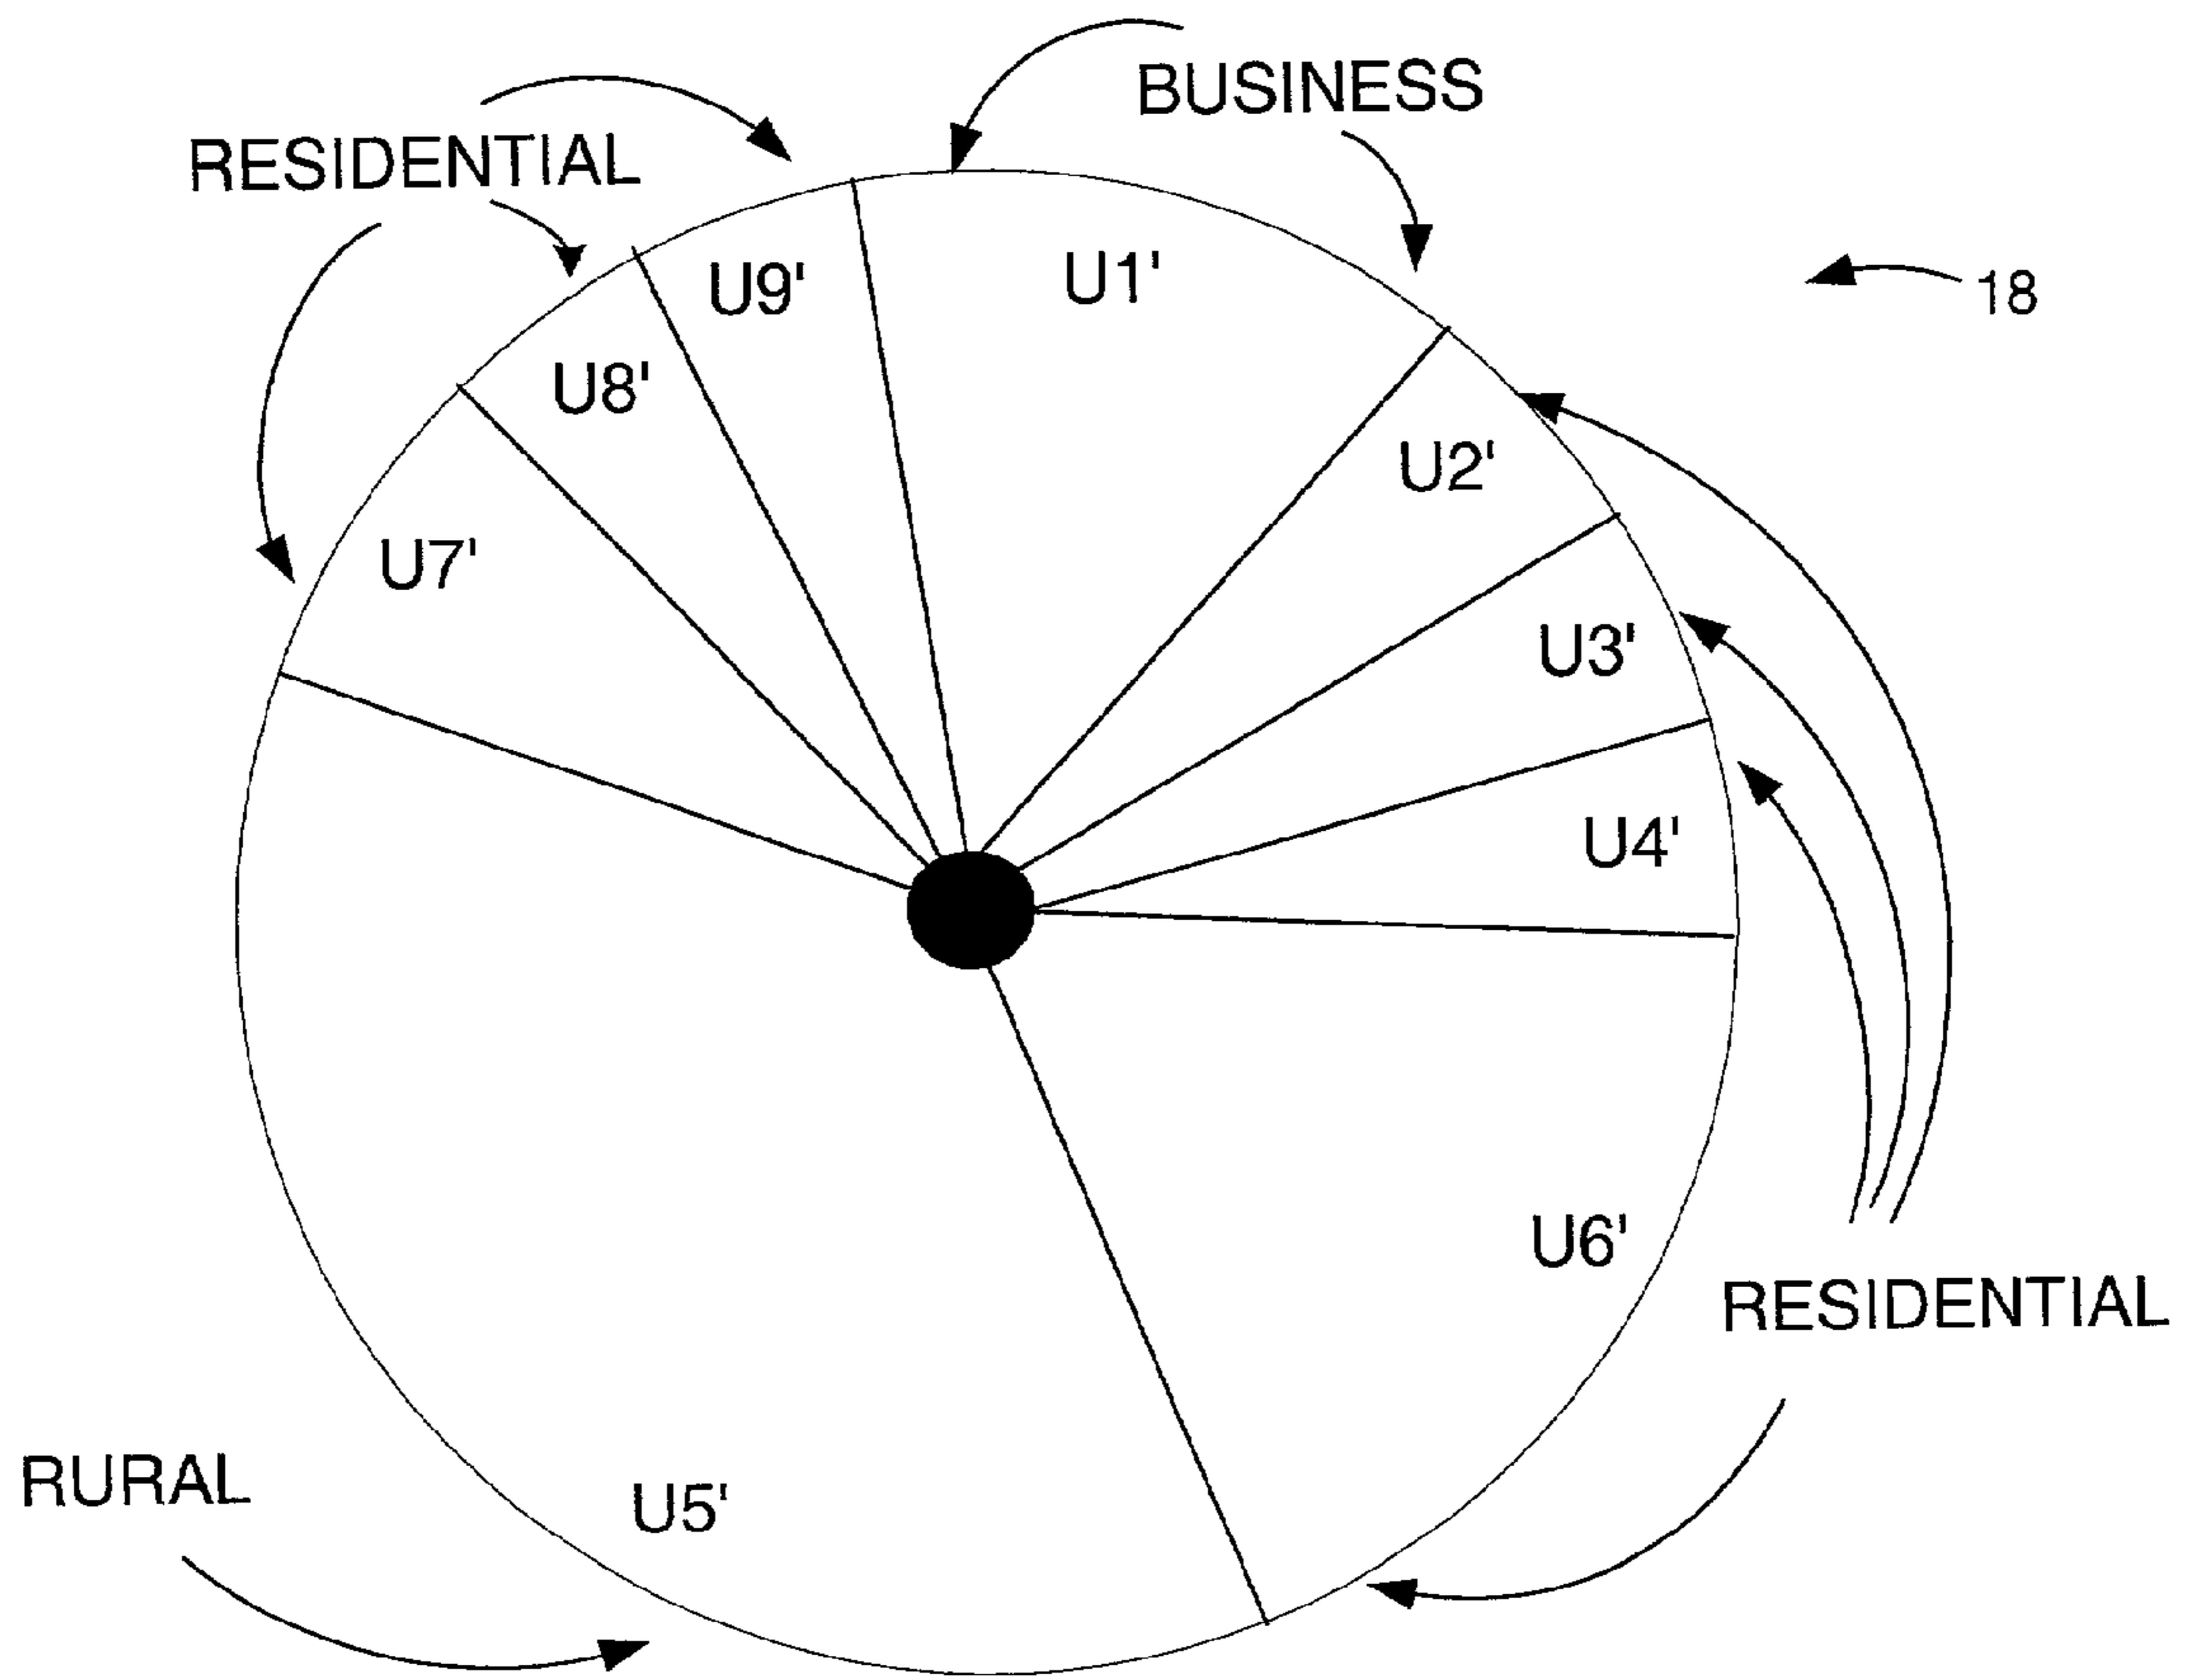 BUSINESS
RESIDENTIAL
U9'
U1'
18
U8'
U2'
U7'
U3'
U4'
U6'
RESIDENTIAL
RURAL
U5'